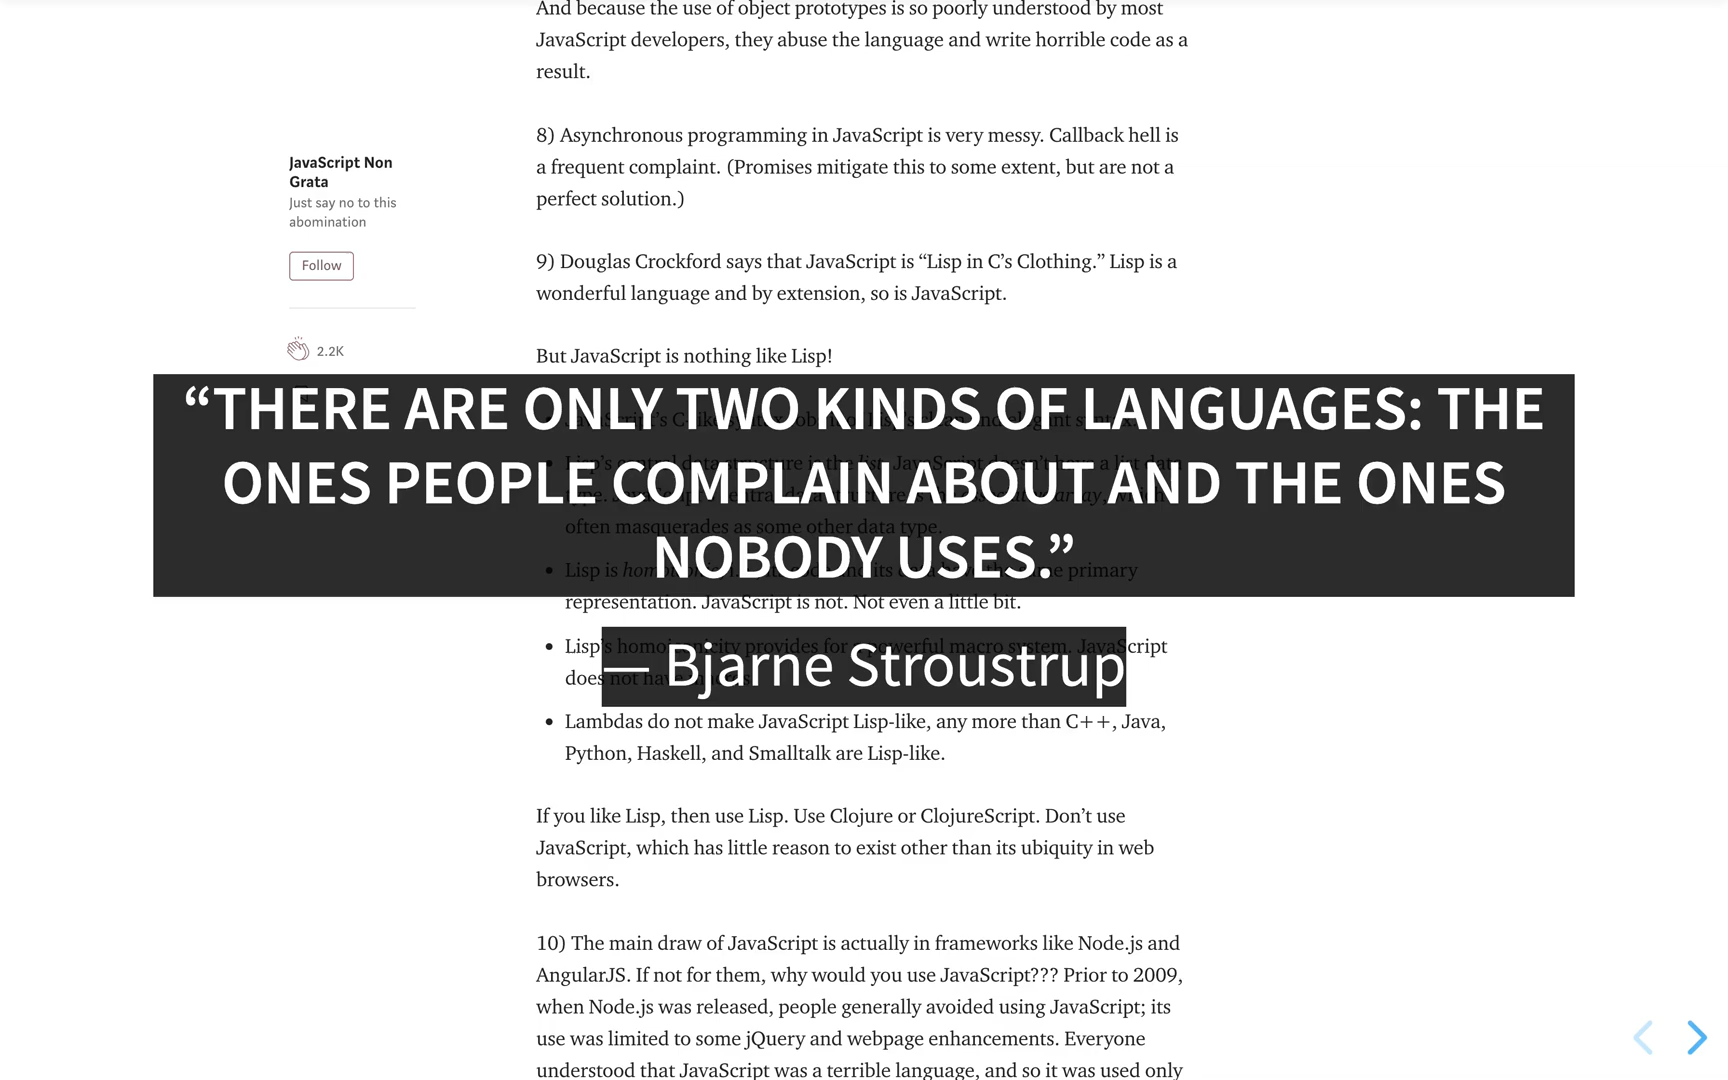 And because the use of object prototypes is so poorly understood by most
JavaScript developers, they abuse the language and write horrible code as a
result.
JavaScript Non
Grata
Just say no to this
abomination
Follow
2.2K
8) Asynchronous programming in JavaScript is very messy. Callback hell is
a frequent complaint. (Promises mitigate this to some extent, but are not a
perfect solution.)
9) Douglas Crockford says that JavaScript is “Lisp in C’s Clothing.” Lisp is a
wonderful language and by extension, so is JavaScript.
But JavaScript is nothing like Lisp!
“THERE ARE ONLY TWO KINDS OF LANGUAGES: THE
ONES PEOPLE COMPLAIN ABOUT AND THE ONES
NOBODY USES.”
often masquerades as some other data type.
representation. JavaScript is not. Not even a little bit.
Lisp’s homoiconicity provides for a powerful macro system. JavaScript
does not have
— Bjarne Stroustrup
Lambdas do not make JavaScript Lisp-like, any more than C++, Java,
Python, Haskell, and Smalltalk are Lisp-like.
If you like Lisp, then use Lisp. Use Clojure or ClojureScript. Don’t use
JavaScript, which has little reason to exist other than its ubiquity in web
browsers.
10) The main draw of JavaScript is actually in frameworks like Node.js and
AngularJS. If not for them, why would you use JavaScript??? Prior to 2009,
when Node.js was released, people generally avoided using JavaScript; its
use was limited to some jQuery and webpage enhancements. Everyone
understood that JavaScript was a terrible language, and so it was used only